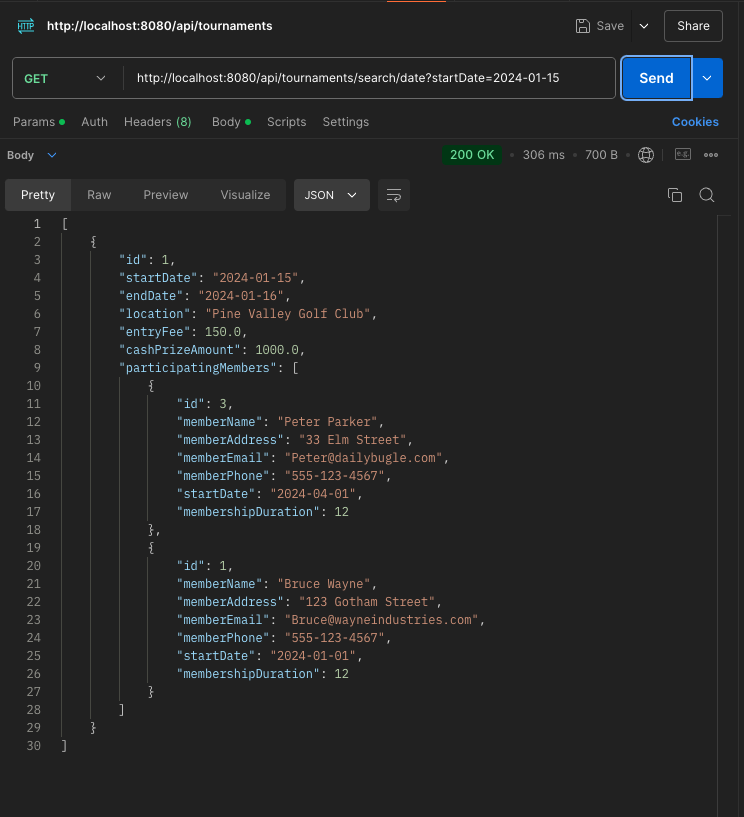 HTTP http://localhost:8080/api/tournaments Save Share
GET http://localhost:8080/api/tournaments/search/date?startDate=2024-01-15 Send
Params Auth Headers (8) Body Scripts Settings Cookies
Body 200 OK 306 ms 700 B e.g.
Pretty Raw Preview Visualize JSON
1 [
2 {
3 "id": 1,
4 "startDate": "2024-01-15",
5 "endDate": "2024-01-16",
6 "location": "Pine Valley Golf Club",
7 "entryFee": 150.0,
8 "cashPrizeAmount": 1000.0,
9 "participatingMembers": [
10 {
11 "id": 3,
12 "memberName": "Peter Parker",
13 "memberAddress": "33 Elm Street",
14 "memberEmail": "Peter@dailybugle.com",
15 "memberPhone": "555-123-4567",
16 "startDate": "2024-04-01",
17 "membershipDuration": 12
18 },
19 {
20 "id": 1,
21 "memberName": "Bruce Wayne",
22 "memberAddress": "123 Gotham Street",
23 "memberEmail": "Bruce@wayneindustries.com",
24 "memberPhone": "555-123-4567",
25 "startDate": "2024-01-01",
26 "membershipDuration": 12
27 }
28 ]
29 }
30 ]